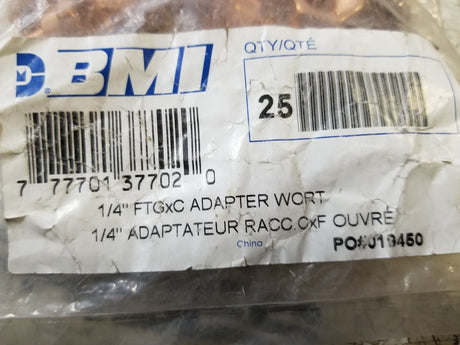 BMI
®
QTY/QTÉ
25
7 77701 37702 0
1/4" FTGxC ADAPTER WORT
1/4" ADAPTATEUR RACC.CxF OUVRÉ
China
PO#019450